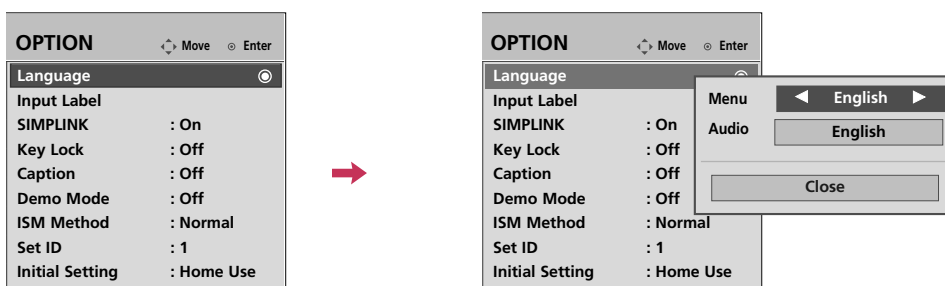 OPTION Move Enter
Language
Input Label
SIMPLINK : On
Key Lock : Off
Caption : Off
Demo Mode : Off
ISM Method : Normal
Set ID : 1
Initial Setting : Home Use
OPTION Move Enter
Language
Input Label
SIMPLINK : On
Key Lock : Off
Caption : Off
Demo Mode : Off
ISM Method : Normal
Set ID : 1
Initial Setting : Home Use
Menu English
Audio English
Close